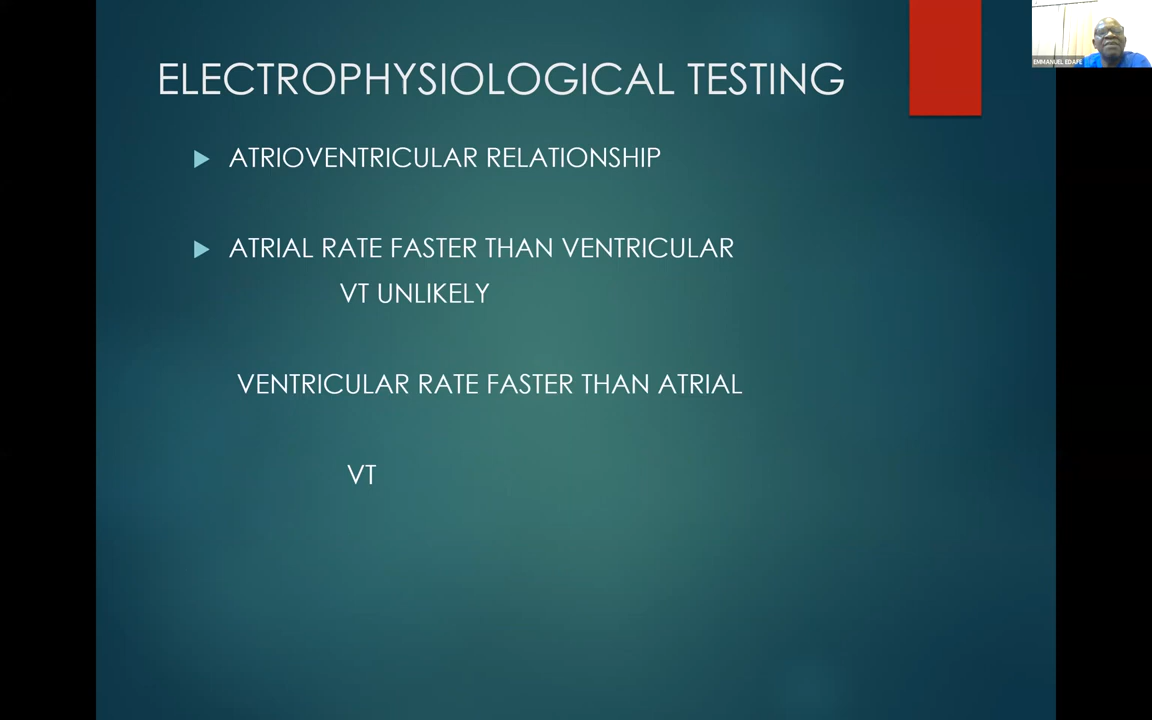 ELECTROPHYSIOLOGICAL TESTING
EMMANUEL EDAFE
ATRIOVENTRICULAR RELATIONSHIP
ATRIAL RATE FASTER THAN VENTRICULAR
VT UNLIKELY
VENTRICULAR RATE FASTER THAN ATRIAL
VT